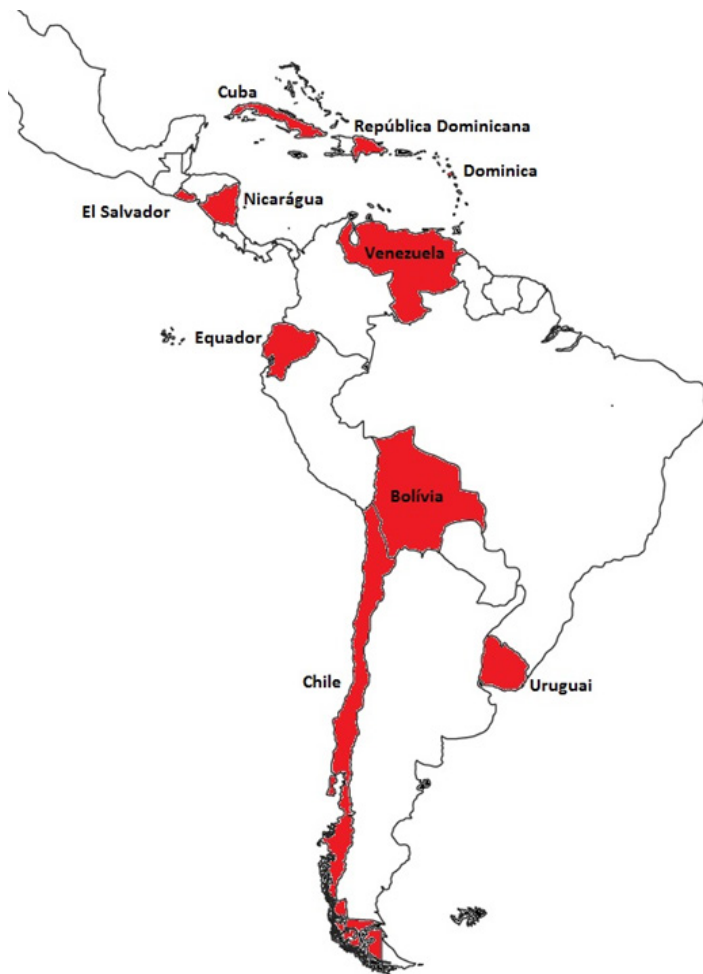 Cuba
República Dominicana
Dominica
El Salvador
Nicarágua
Venezuela
Equador
Bolívia
Chile
Uruguai